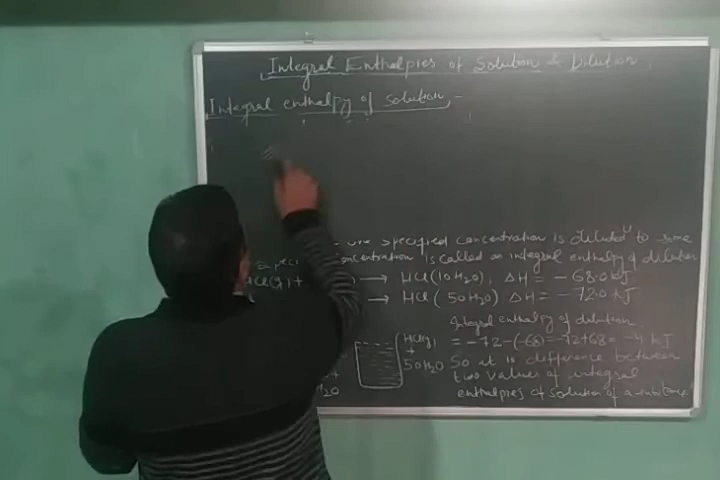 Integral Enthalpies of Solution & Dilution
Integral enthalpy of solution -
specified concentration is diluted to some
concentration is called an integral enthalpy of dilution
HCl(g) + → HCl (10H2O), ΔH = -68.0 kJ
→ HCl (50H2O) ΔH = -72.0 kJ
Integral enthalpy of dilution
HCl(g) + 50H2O
= -72-(-68) = -72+68 = -4 kJ
So it is difference between
two values of integral
enthalpies of solution of a
H2O